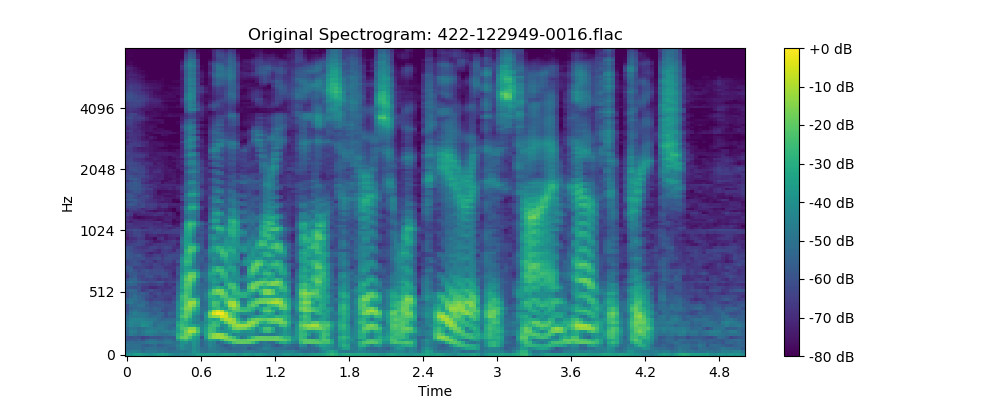 Original Spectrogram: 422-122949-0016.flac
Hz
4096
2048
1024
512
0
0 0.6 1.2 1.8 2.4 3 3.6 4.2 4.8
Time
+0 dB
-10 dB
-20 dB
-30 dB
-40 dB
-50 dB
-60 dB
-70 dB
-80 dB